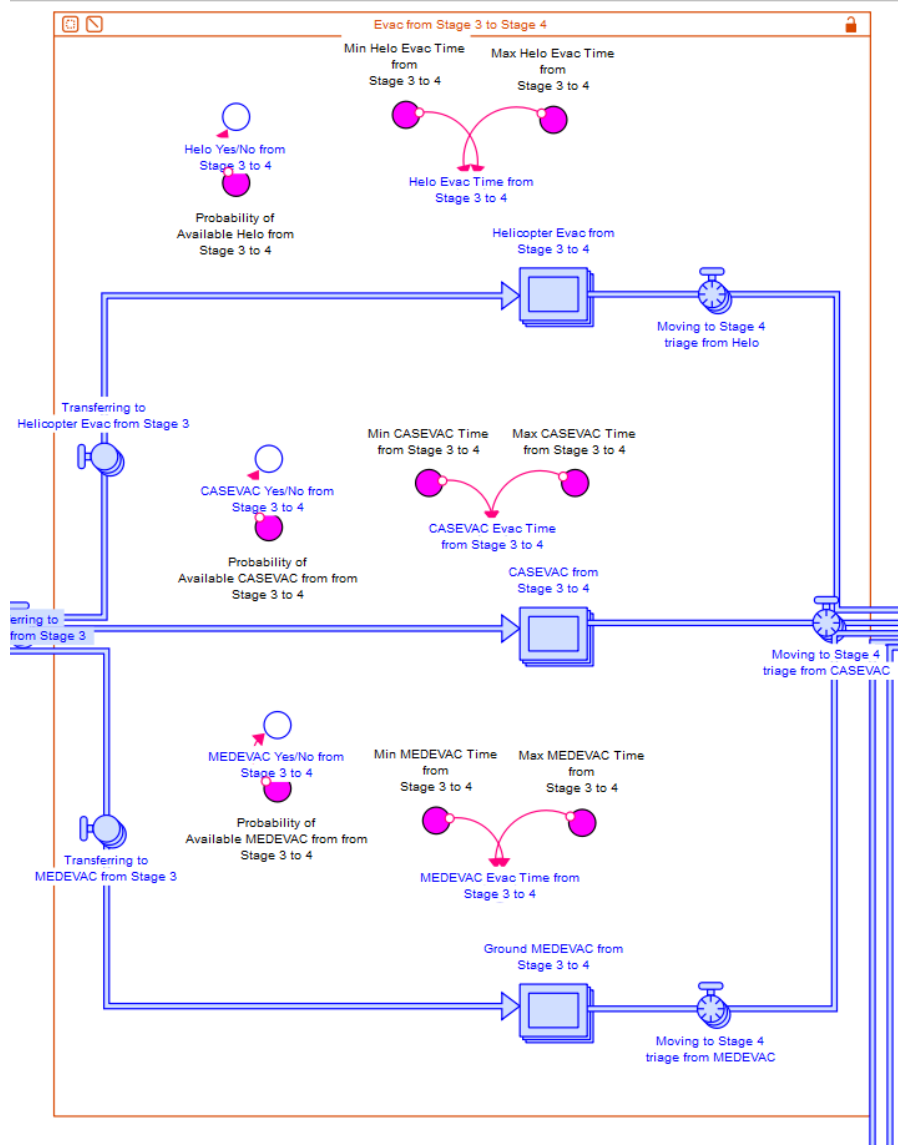 Evac from Stage 3 to Stage 4
Min Helo Evac Time
from
Stage 3 to 4
Max Helo Evac Time
from
Stage 3 to 4
Helo Yes/No from
Stage 3 to 4
Probability of
Available Helo from
Stage 3 to 4
Helo Evac Time from
Stage 3 to 4
Helicopter Evac from
Stage 3 to 4
Moving to Stage 4
triage from Helo
Transferring to
Helicopter Evac from Stage 3
Min CASEVAC Time
from Stage 3 to 4
Max CASEVAC Time
from Stage 3 to 4
CASEVAC Yes/No from
Stage 3 to 4
Probability of
Available CASEVAC from from
Stage 3 to 4
CASEVAC Evac Time
from Stage 3 to 4
CASEVAC from
Stage 3 to 4
erring to
from Stage 3
Moving to Stage 4
triage from CASEVAC
MEDEVAC Yes/No from
Stage 3 to 4
Probability of
Available MEDEVAC from from
Stage 3 to 4
Min MEDEVAC Time
from
Stage 3 to 4
Max MEDEVAC Time
from
Stage 3 to 4
MEDEVAC Evac Time from
Stage 3 to 4
Transferring to
MEDEVAC from Stage 3
Ground MEDEVAC from
Stage 3 to 4
Moving to Stage 4
triage from MEDEVAC